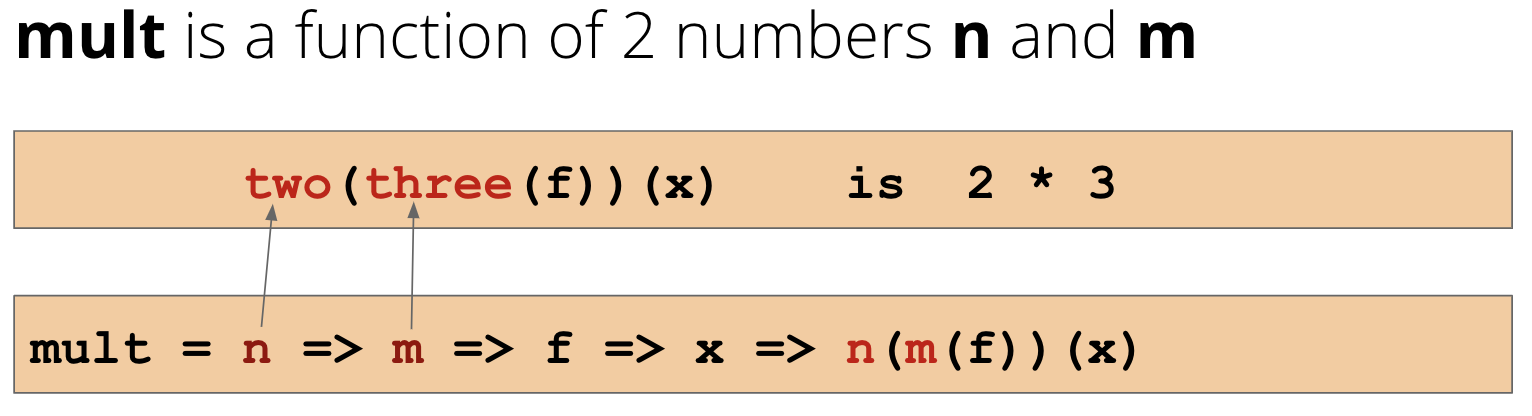 mult is a function of 2 numbers n and m
two(three(f))(x) is 2 * 3
mult = n => m => f => x => n(m(f))(x)